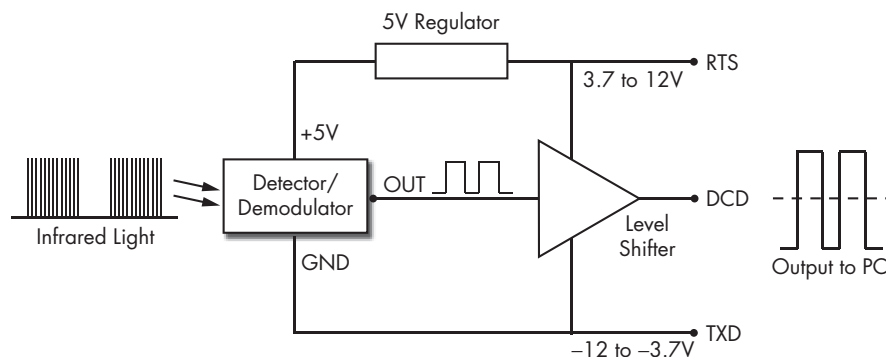 5V Regulator
RTS
3.7 to 12V
+5V
Detector/
Demodulator
OUT
DCD
Level
Shifter
Infrared Light
Output to PC
GND
TXD
–12 to –3.7V